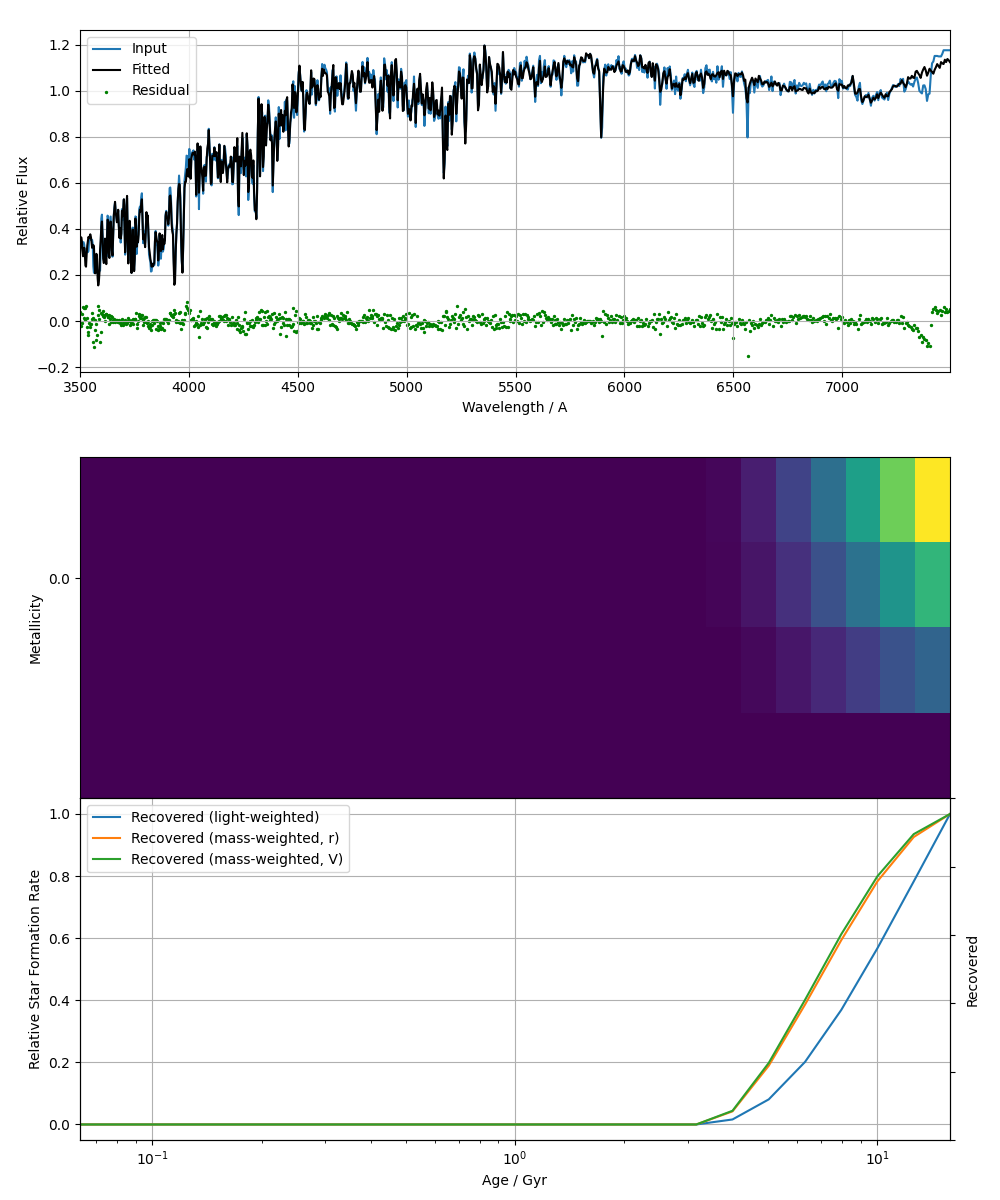 1.2
1.0
0.8
0.6
0.4
0.2
0.0
−0.2
Relative Flux
Input
Fitted
Residual
3500 4000 4500 5000 5500 6000 6500 7000
Wavelength / A
0.0
Metallicity
1.0
0.8
0.6
0.4
0.2
0.0
Relative Star Formation Rate
Recovered (light-weighted)
Recovered (mass-weighted, r)
Recovered (mass-weighted, V)
Recovered
10⁻¹ 10⁰ 10¹
Age / Gyr